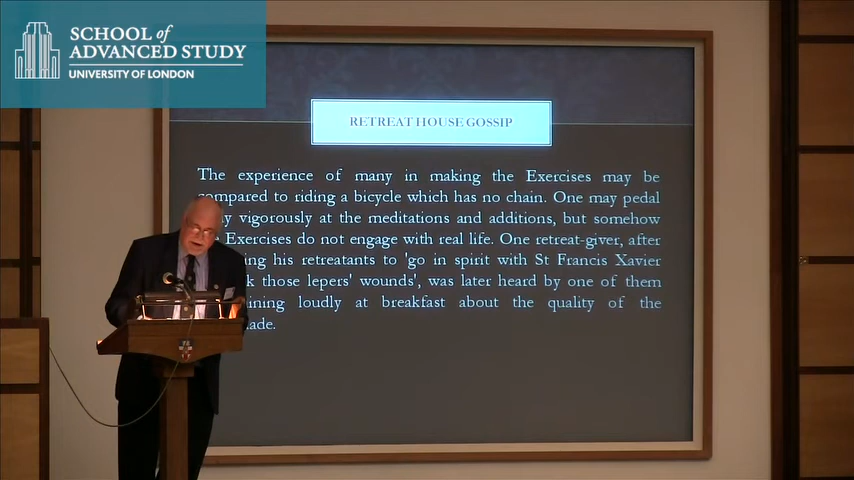 SCHOOL of
ADVANCED STUDY
UNIVERSITY OF LONDON
RETREAT HOUSE GOSSIP
The experience of many in making the Exercises may be
compared to riding a bicycle which has no chain. One may pedal
vigorously at the meditations and additions, but somehow
Exercises do not engage with real life. One retreat-giver, after
his retreatants to 'go in spirit with St Francis Xavier
those lepers' wounds', was later heard by one of them
loudly at breakfast about the quality of the